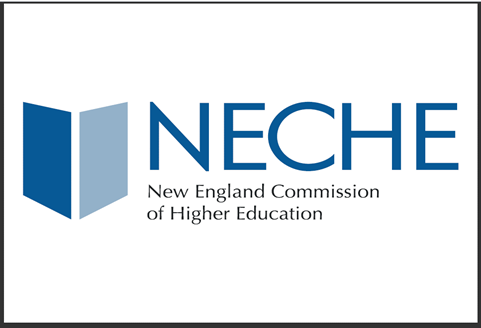 NECHE
New England Commission
of Higher Education